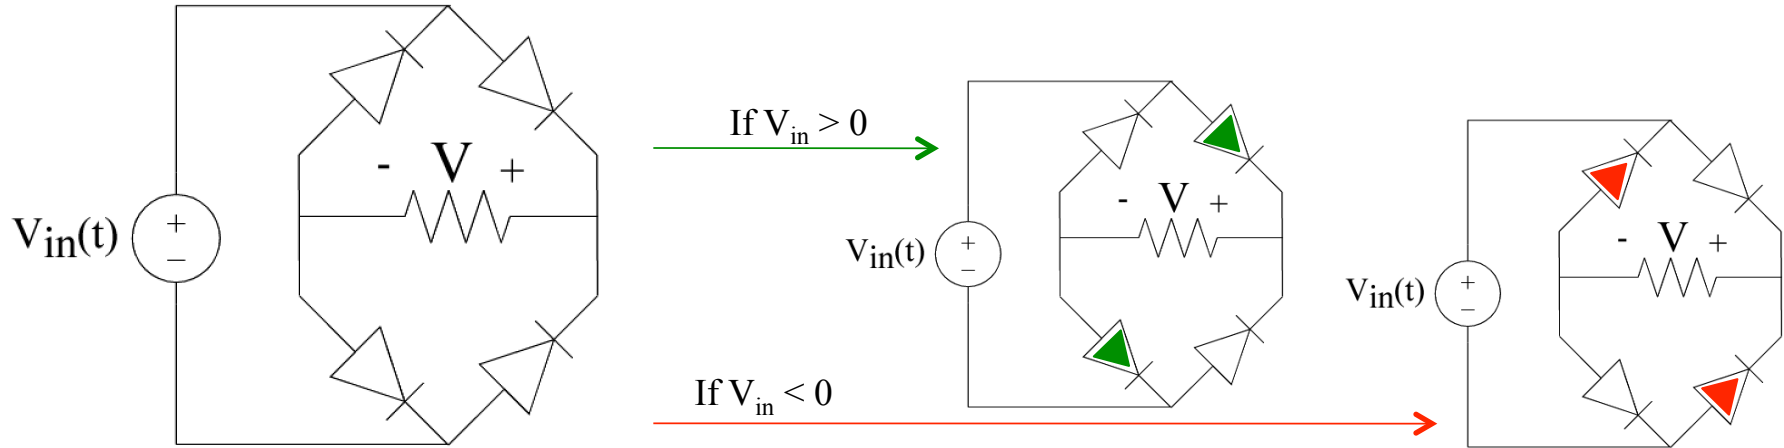 - V +
Vin(t)
+
−
If Vin > 0
- V +
Vin(t)
+
−
If Vin < 0
- V +
Vin(t)
+
−